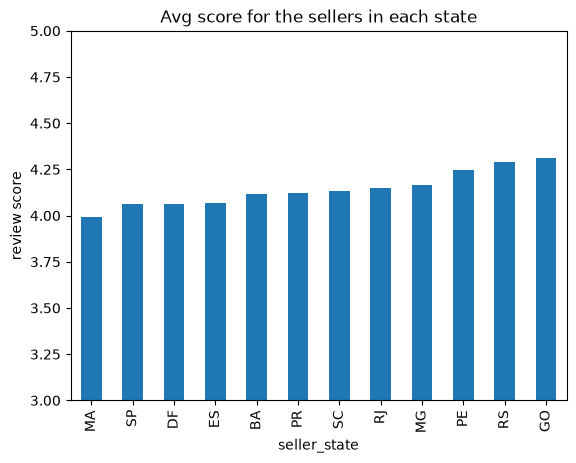 Avg score for the sellers in each state
5.00
4.75
4.50
4.25
4.00
3.75
3.50
3.25
3.00
review score
MA SP DF ES BA PR SC RJ MG PE RS GO
seller_state